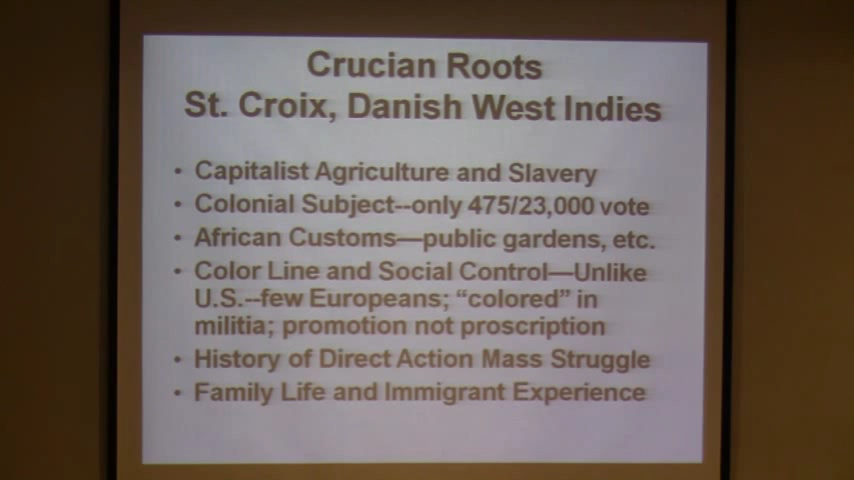 Crucian Roots
St. Croix, Danish West Indies
• Capitalist Agriculture and Slavery
• Colonial Subject--only 475/23,000 vote
• African Customs—public gardens, etc.
• Color Line and Social Control—Unlike
U.S.--few Europeans; “colored” in
militia; promotion not proscription
• History of Direct Action Mass Struggle
• Family Life and Immigrant Experience